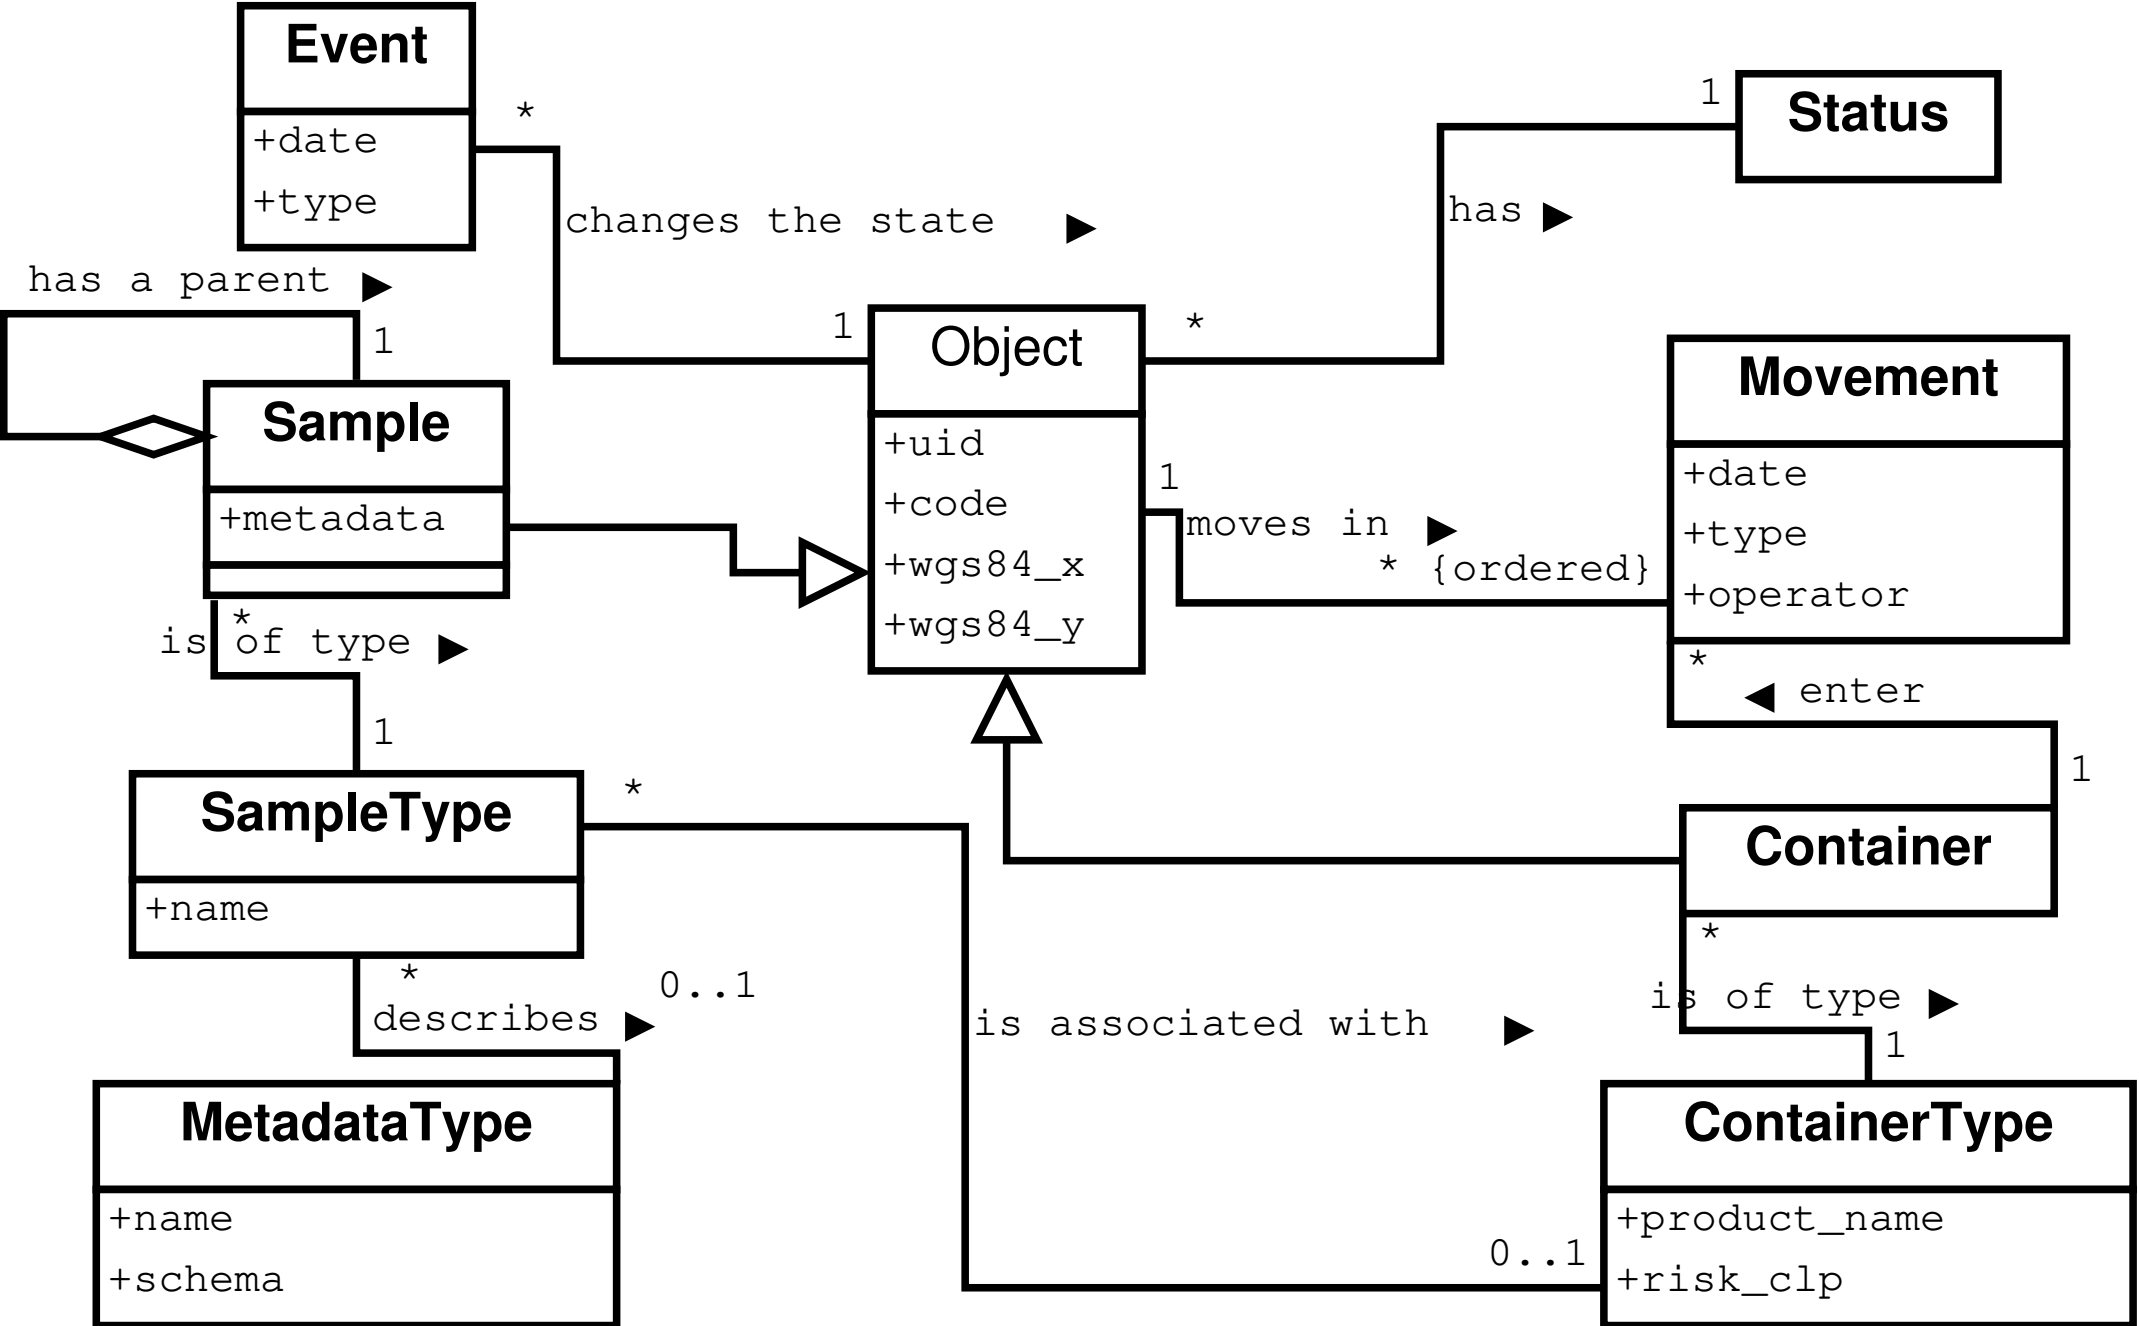 Event
+date
+type
*
changes the state ▶
1
Status
1
has ▶
*
has a parent ▶
1
Sample
+metadata
Object
+uid
+code
+wgs84_x
+wgs84_y
1
moves in ▶
* {ordered}
Movement
+date
+type
+operator
*
◀ enter
1
*
is of type ▶
1
SampleType
+name
*
Container
*
is of type ▶
1
*
describes ▶
0..1
is associated with ▶
0..1
MetadataType
+name
+schema
ContainerType
+product_name
+risk_clp